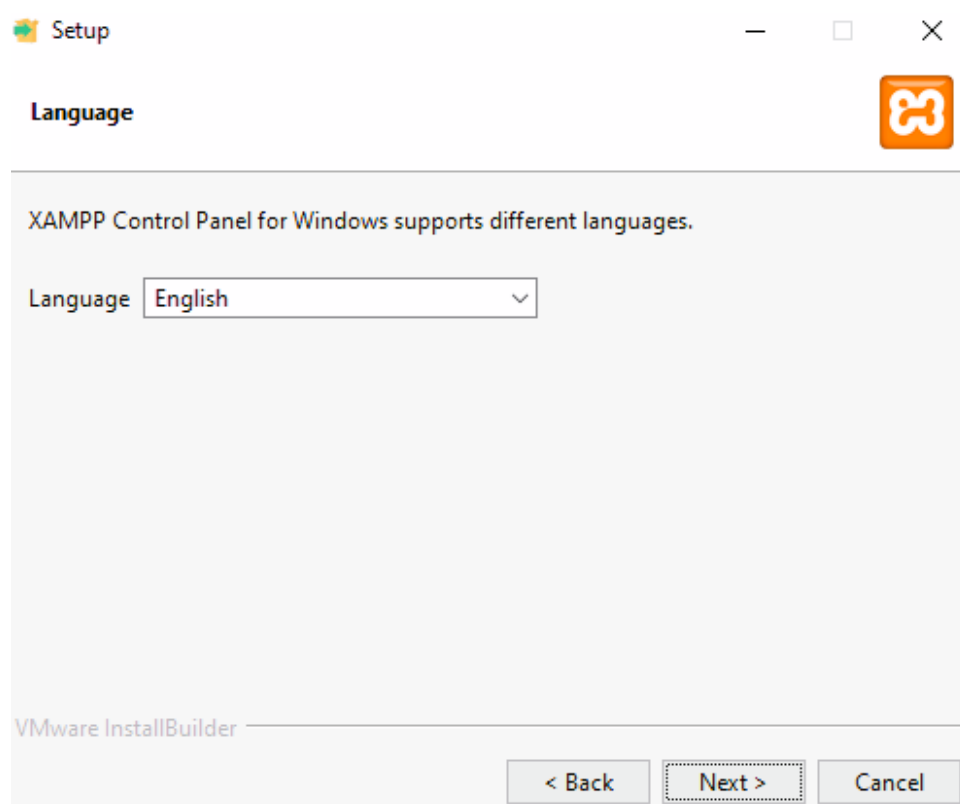 Setup
Language
XAMPP Control Panel for Windows supports different languages.
Language English
VMware InstallBuilder
< Back Next > Cancel